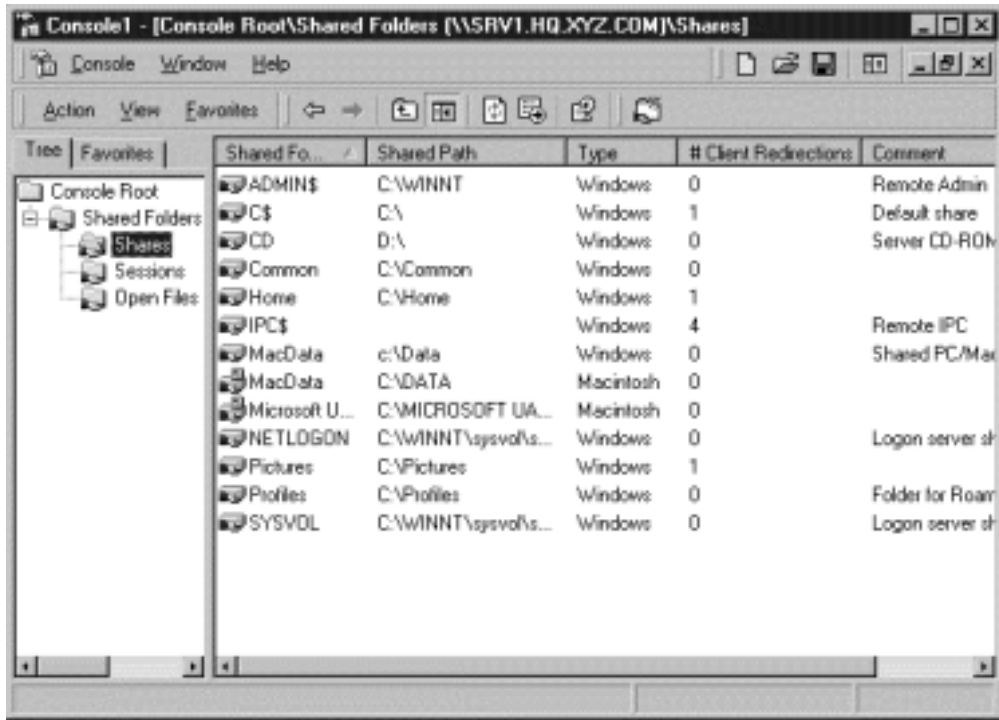 Console1 - [Console Root\Shared Folders (\\SRV1.HQ.XYZ.COM)\Shares]
Console Window Help
Action View Favorites
Tree Favorites
Shared Fo... Shared Path Type # Client Redirections Comment
Console Root
Shared Folders
Shares
Sessions
Open Files
ADMIN$ C:\WINNT Windows 0 Remote Admin
C$ C:\ Windows 1 Default share
CD D:\ Windows 0 Server CD-ROM
Common C:\Common Windows 0
Home C:\Home Windows 1
IPC$ Windows 4 Remote IPC
MacData c:\Data Windows 0 Shared PC/Mac
MacData C:\DATA Macintosh 0
Microsoft U... C:\MICROSOFT UA... Macintosh 0
NETLOGON C:\WINNT\sysvol\s... Windows 0 Logon server sh
Pictures C:\Pictures Windows 1
Profiles C:\Profiles Windows 0 Folder for Roam
SYSVOL C:\WINNT\sysvol\s... Windows 0 Logon server sh